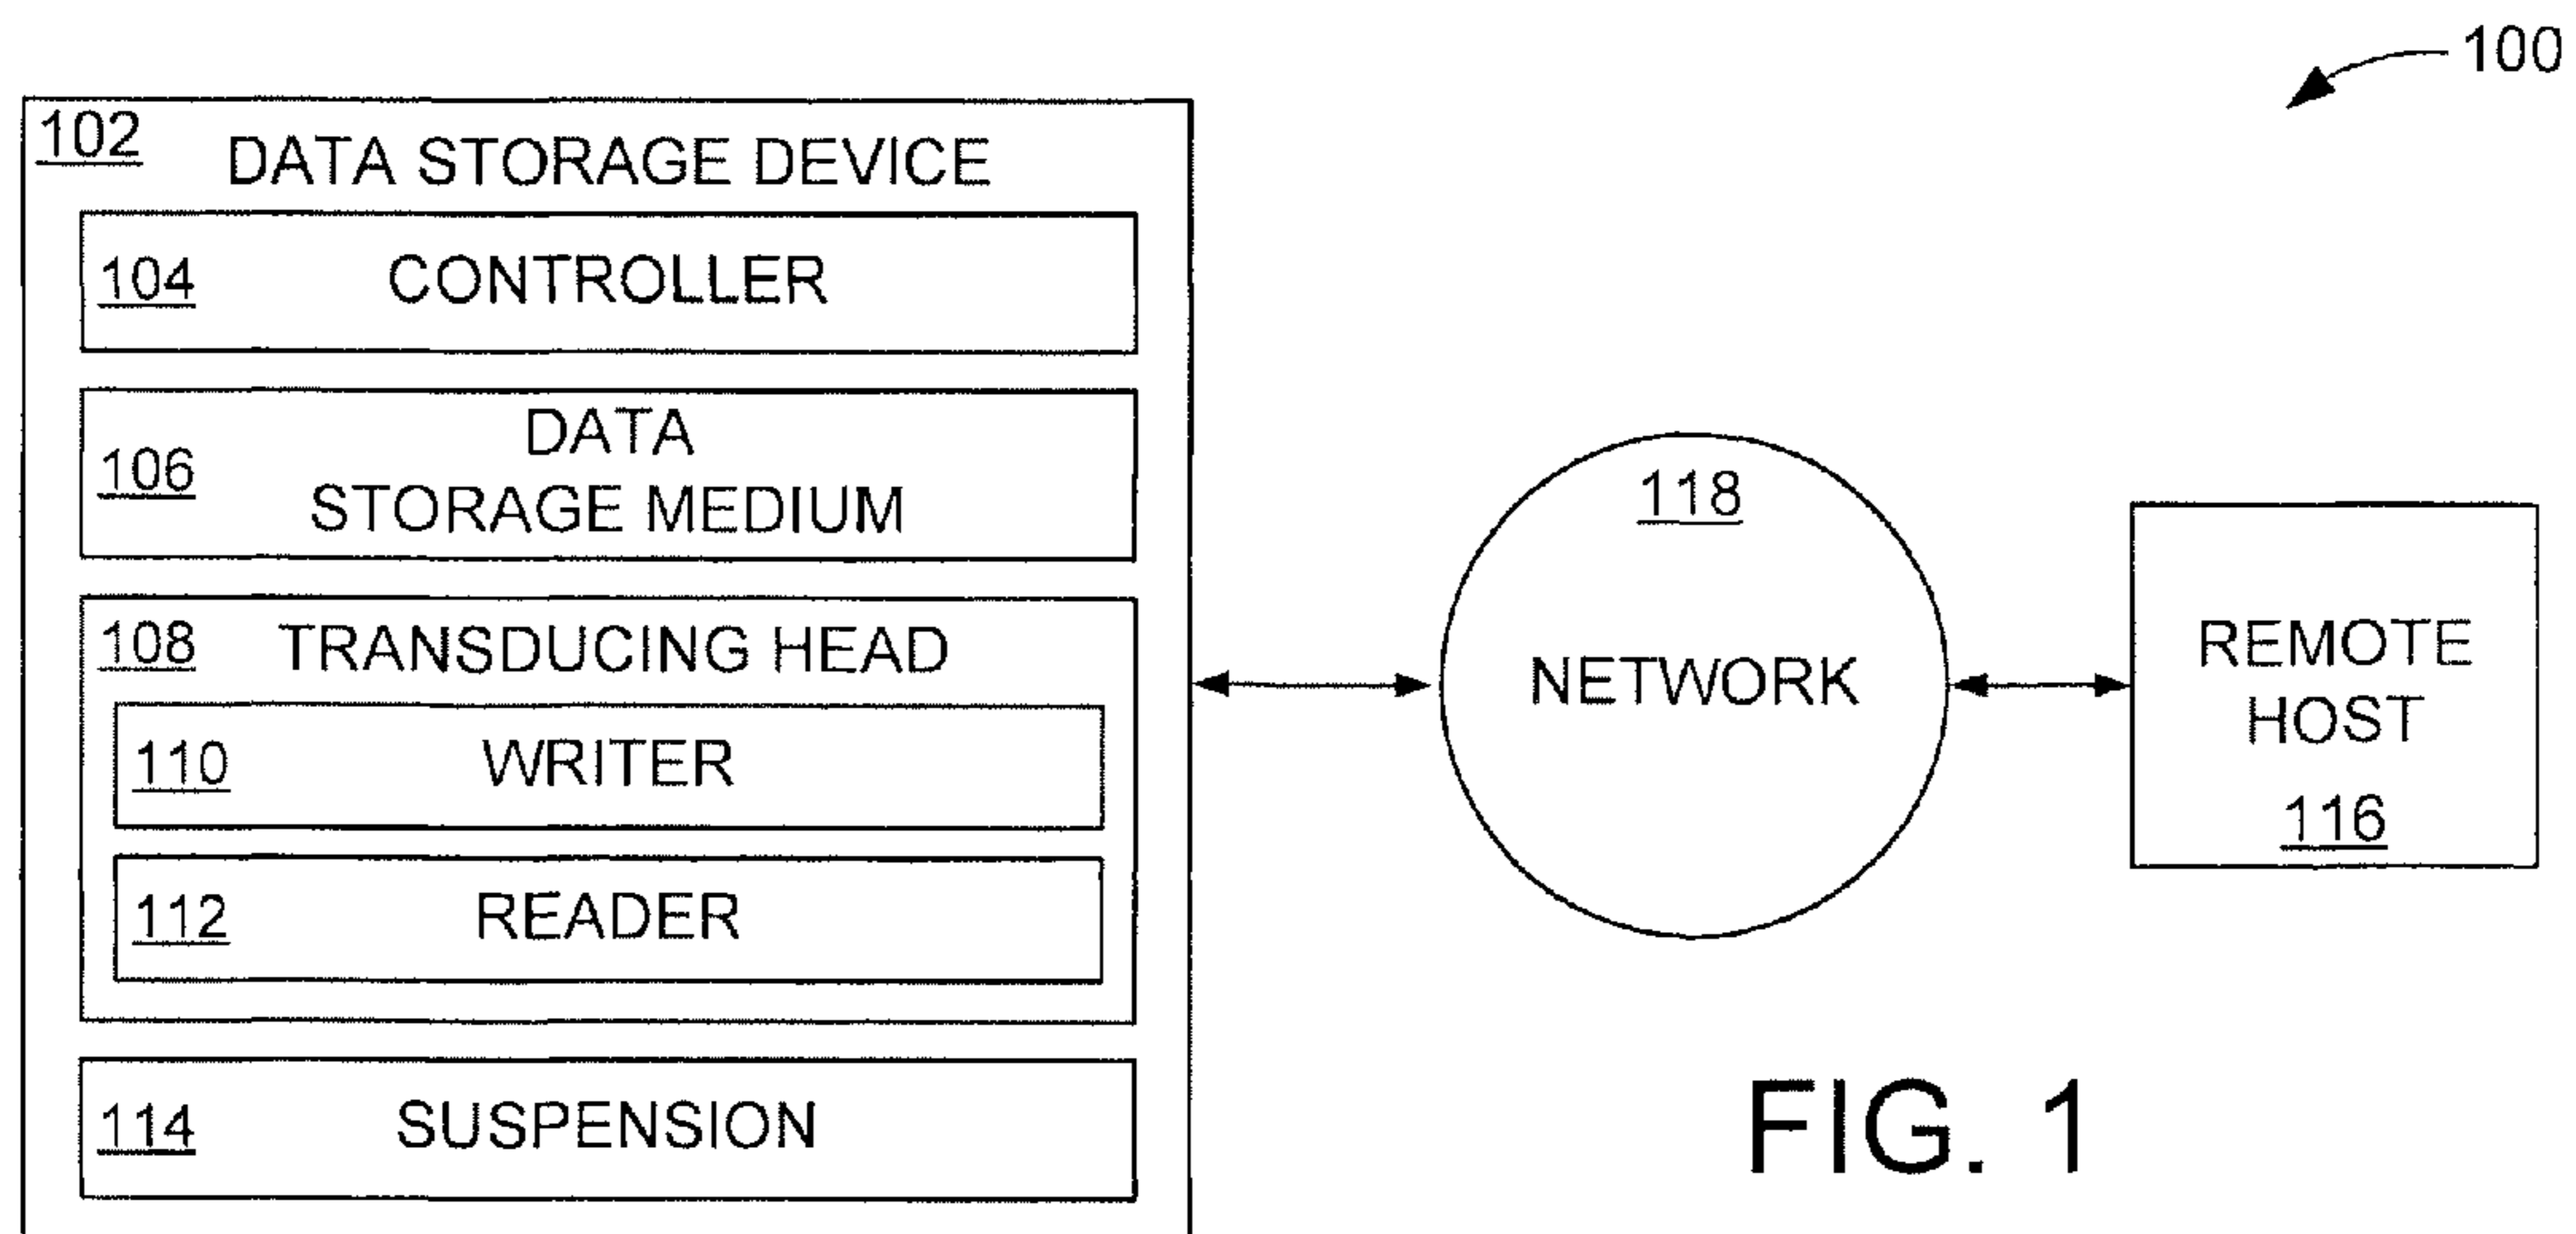 100
102
DATA STORAGE DEVICE
104 CONTROLLER
DATA
106
STORAGE MEDIUM
108 TRANSDUCING HEAD
110 WRITER
112 READER
114 SUSPENSION
118
NETWORK
REMOTE
HOST
116
FIG. 1